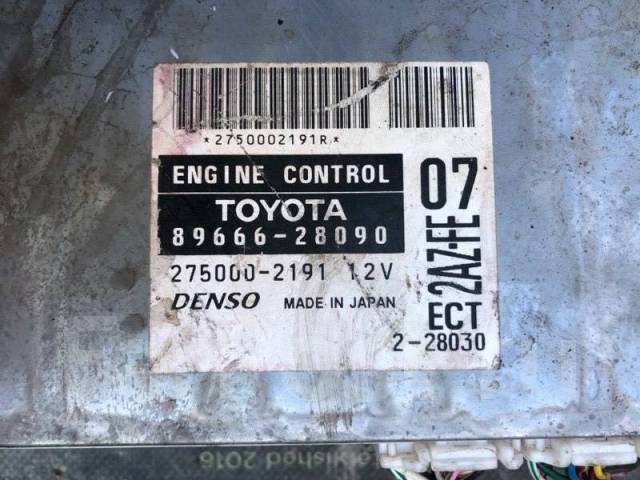 *2750002191R*
ENGINE CONTROL
TOYOTA
89666-28090
275000-2191 12V
DENSO MADE IN JAPAN
07
2AZ-FE
ECT
2-28030